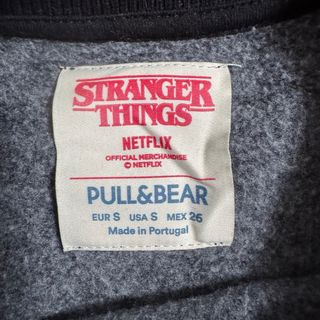 STRANGER
THINGS
NETFLIX
OFFICIAL MERCHANDISE
© NETFLIX
PULL&BEAR
EUR S USA S MEX 26
Made in Portugal